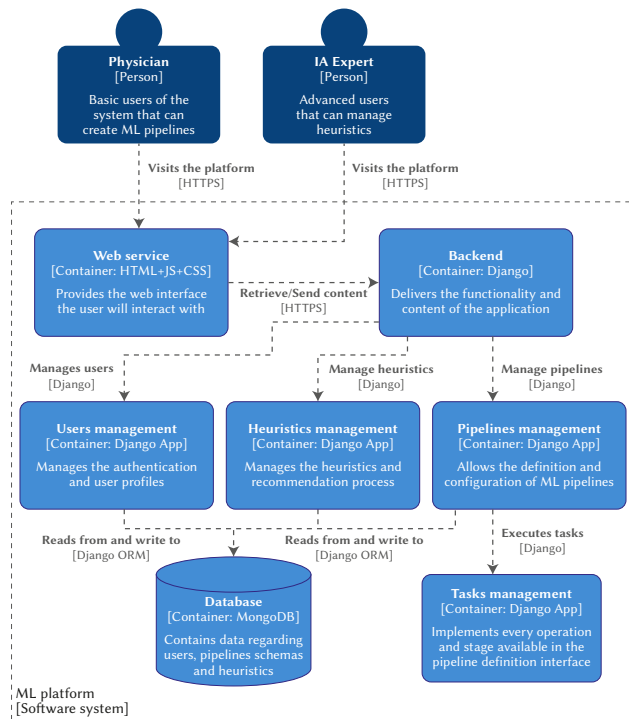 Physician
[Person]
Basic users of the
system that can
create ML pipelines
IA Expert
[Person]
Advanced users
that can manage
heuristics
Visits the platform
[HTTPS]
Visits the platform
[HTTPS]
Web service
[Container: HTML+JS+CSS]
Provides the web interface
the user will interact with
Retrieve/Send content
[HTTPS]
Backend
[Container: Django]
Delivers the functionality and
content of the application
Manages users
[Django]
Manage heuristics
[Django]
Manage pipelines
[Django]
Users management
[Container: Django App]
Manages the authentication
and user profiles
Heuristics management
[Container: Django App]
Manages the heuristics and
recommendation process
Pipelines management
[Container: Django App]
Allows the definition and
configuration of ML pipelines
Reads from and write to
[Django ORM]
Reads from and write to
[Django ORM]
Executes tasks
[Django]
Database
[Container: MongoDB]
Contains data regarding
users, pipelines schemas
and heuristics
Tasks management
[Container: Django App]
Implements every operation
and stage available in the
pipeline definition interface
ML platform
[Software system]